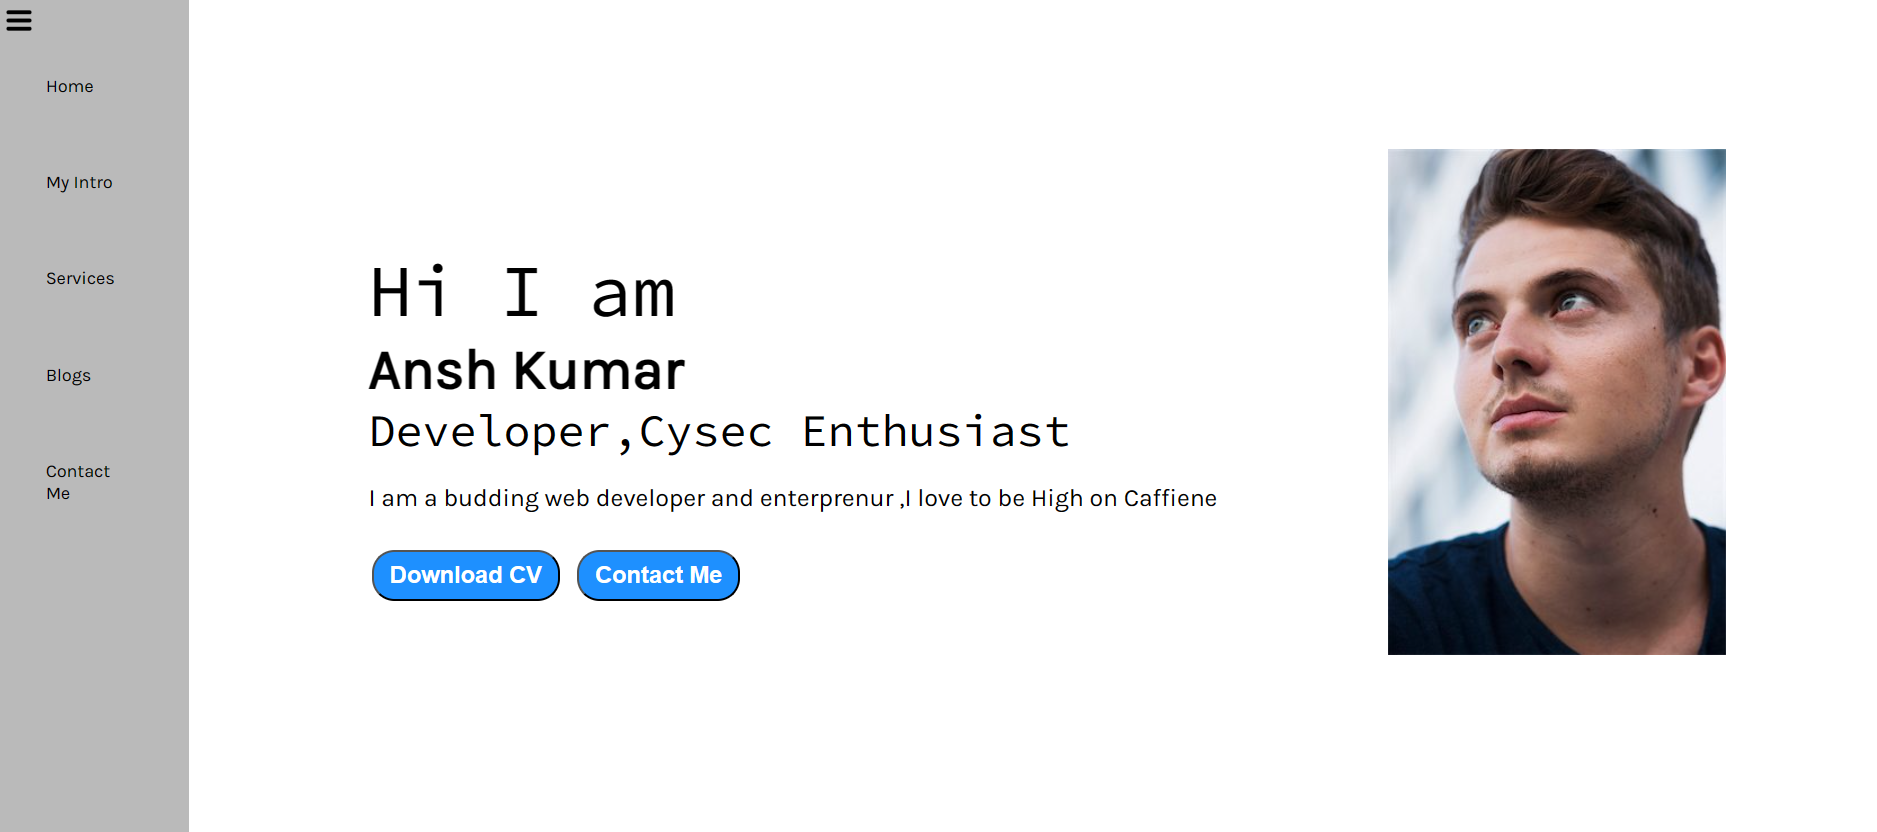 Home
My Intro
Services
Blogs
Contact
Me
Hi I am
Ansh Kumar
Developer,Cysec Enthusiast
I am a budding web developer and enterprenur ,I love to be High on Caffiene
Download CV
Contact Me